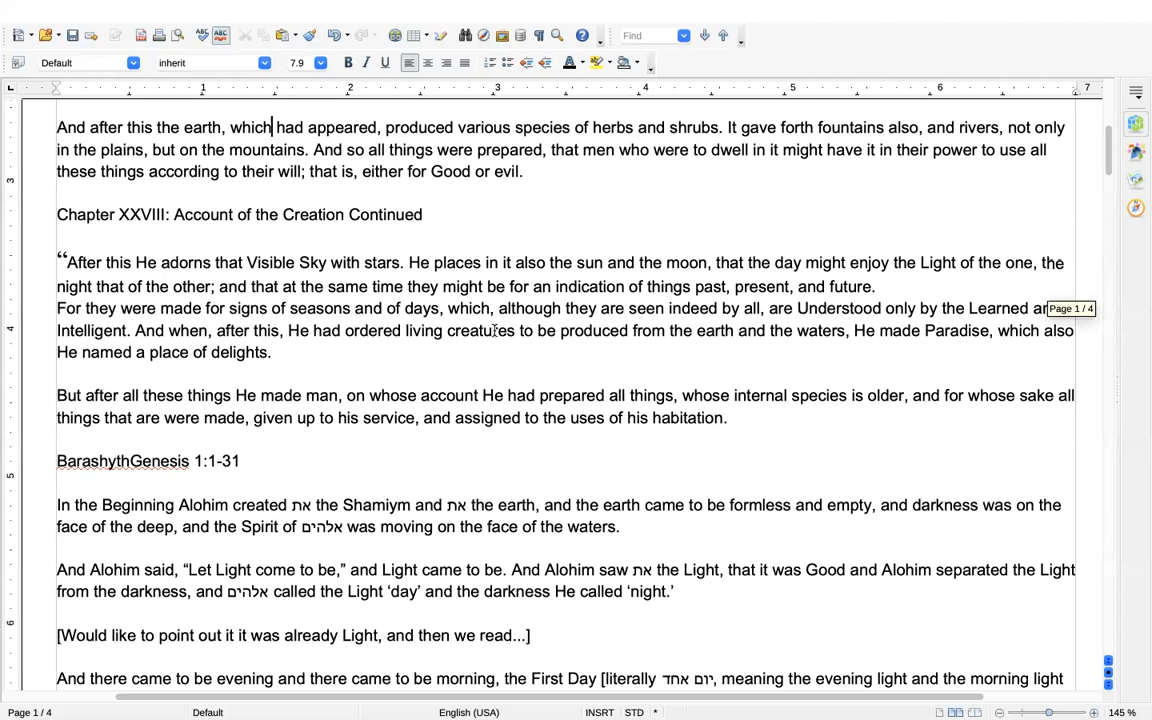 Find
Default
inherit
7.9
1 2 3 4 5 6 7
And after this the earth, which had appeared, produced various species of herbs and shrubs. It gave forth fountains also, and rivers, not only
in the plains, but on the mountains. And so all things were prepared, that men who were to dwell in it might have it in their power to use all
these things according to their will; that is, either for Good or evil.
3
Chapter XXVIII: Account of the Creation Continued
“After this He adorns that Visible Sky with stars. He places in it also the sun and the moon, that the day might enjoy the Light of the one, the
night that of the other; and that at the same time they might be for an indication of things past, present, and future.
For they were made for signs of seasons and of days, which, although they are seen indeed by all, are Understood only by the Learned
Page 1 / 4
4
Intelligent. And when, after this, He had ordered living creatures to be produced from the earth and the waters, He made Paradise, which also
He named a place of delights.
But after all these things He made man, on whose account He had prepared all things, whose internal species is older, and for whose sake all
things that are were made, given up to his service, and assigned to the uses of his habitation.
BarashythGenesis 1:1-31
5
In the Beginning Alohim created את the Shamiym and את the earth, and the earth came to be formless and empty, and darkness was on the
face of the deep, and the Spirit of אלהים was moving on the face of the waters.
And Alohim said, “Let Light come to be,” and Light came to be. And Alohim saw את the Light, that it was Good and Alohim separated the Light
from the darkness, and אלהים called the Light ‘day’ and the darkness He called ‘night.’
6
[Would like to point out it it was already Light, and then we read...]
And there came to be evening and there came to be morning, the First Day [literally יום אחד, meaning the evening light and the morning light
Page 1 / 4 Default English (USA) INSRT STD * 145 %